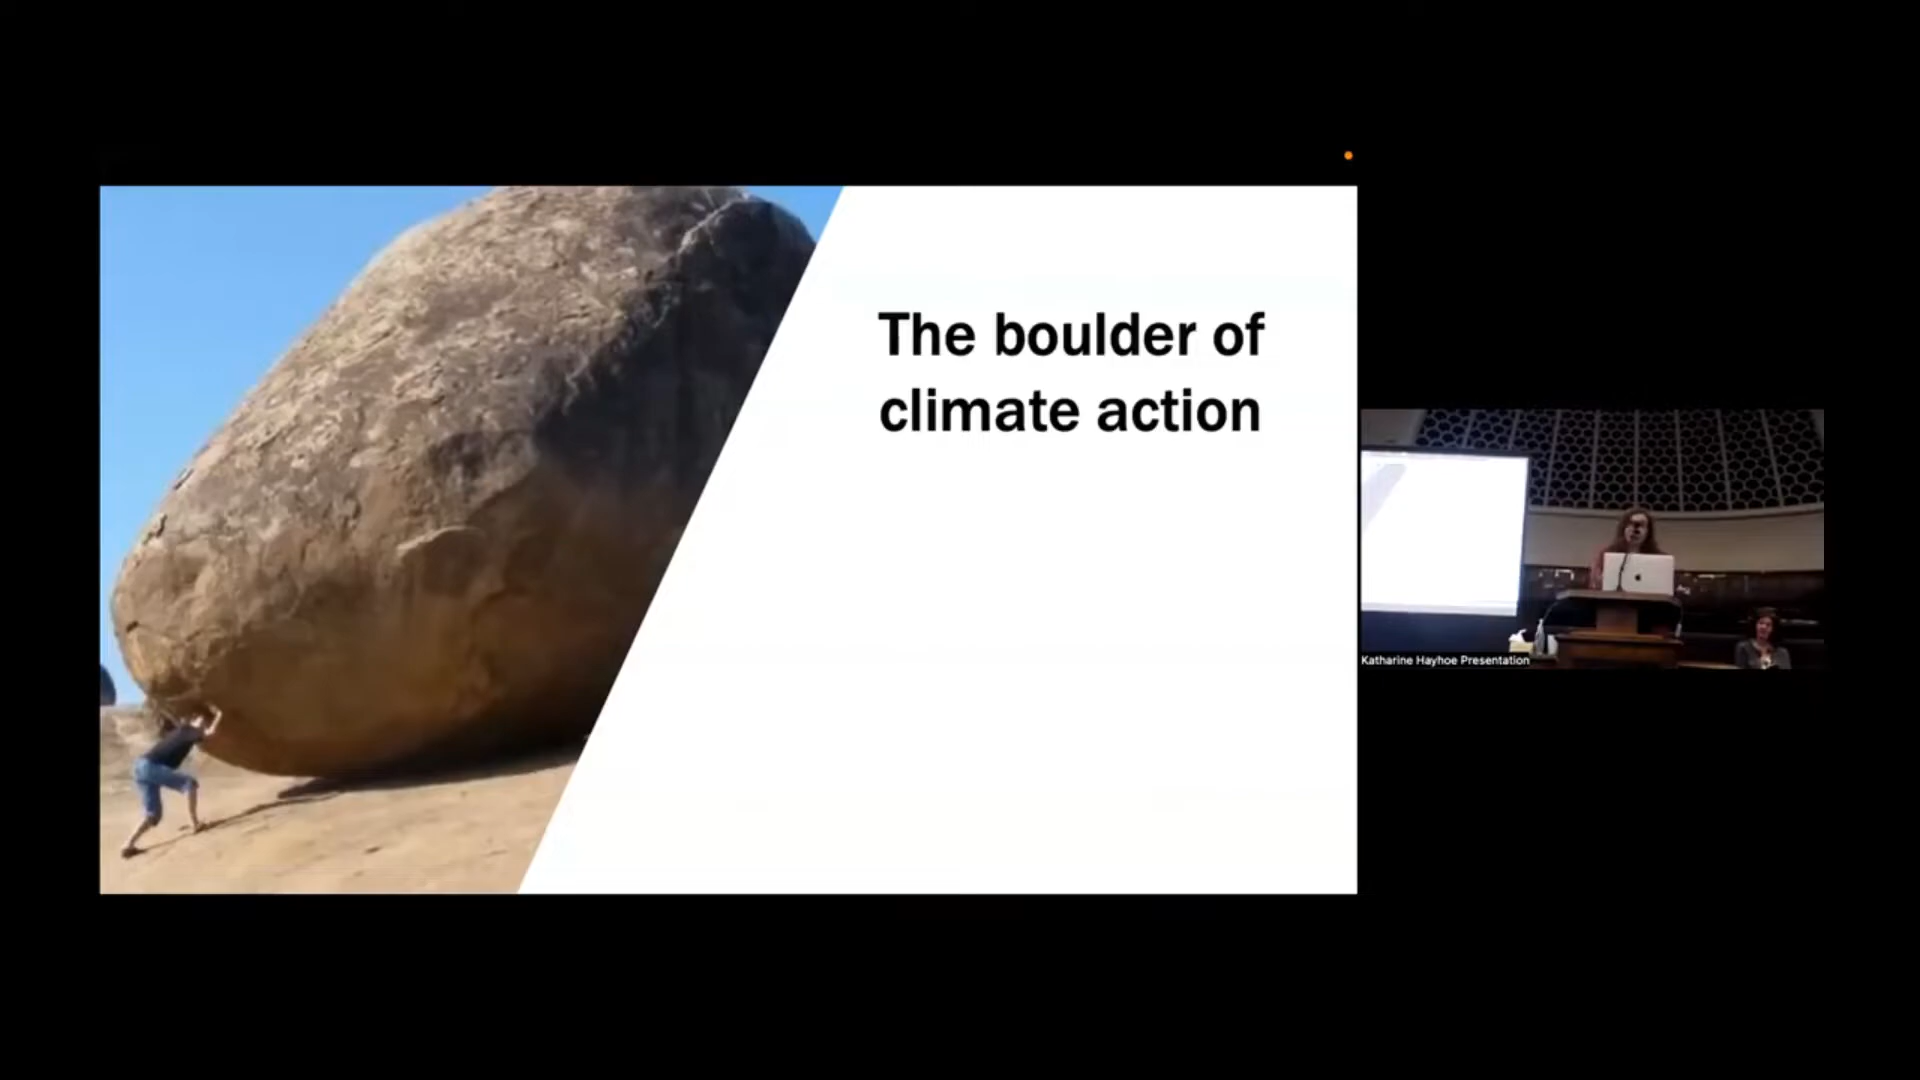 The boulder of
climate action
Katharine Hayhoe Presentation